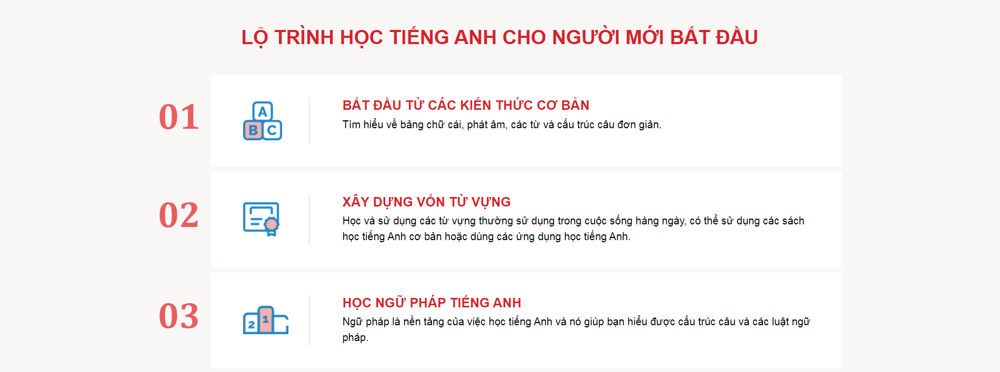 LỘ TRÌNH HỌC TIẾNG ANH CHO NGƯỜI MỚI BẮT ĐẦU
01
A
B C
BẮT ĐẦU TỪ CÁC KIẾN THỨC CƠ BẢN
Tìm hiểu về bảng chữ cái, phát âm, các từ và cấu trúc câu đơn giản.
02
XÂY DỰNG VỐN TỪ VỰNG
Học và sử dụng các từ vựng thường sử dụng trong cuộc sống hàng ngày, có thể sử dụng các sách
học tiếng Anh cơ bản hoặc dùng các ứng dụng học tiếng Anh.
03
2 1
HỌC NGỮ PHÁP TIẾNG ANH
Ngữ pháp là nền tảng của việc học tiếng Anh và nó giúp bạn hiểu được cấu trúc câu và các luật ngữ
pháp.